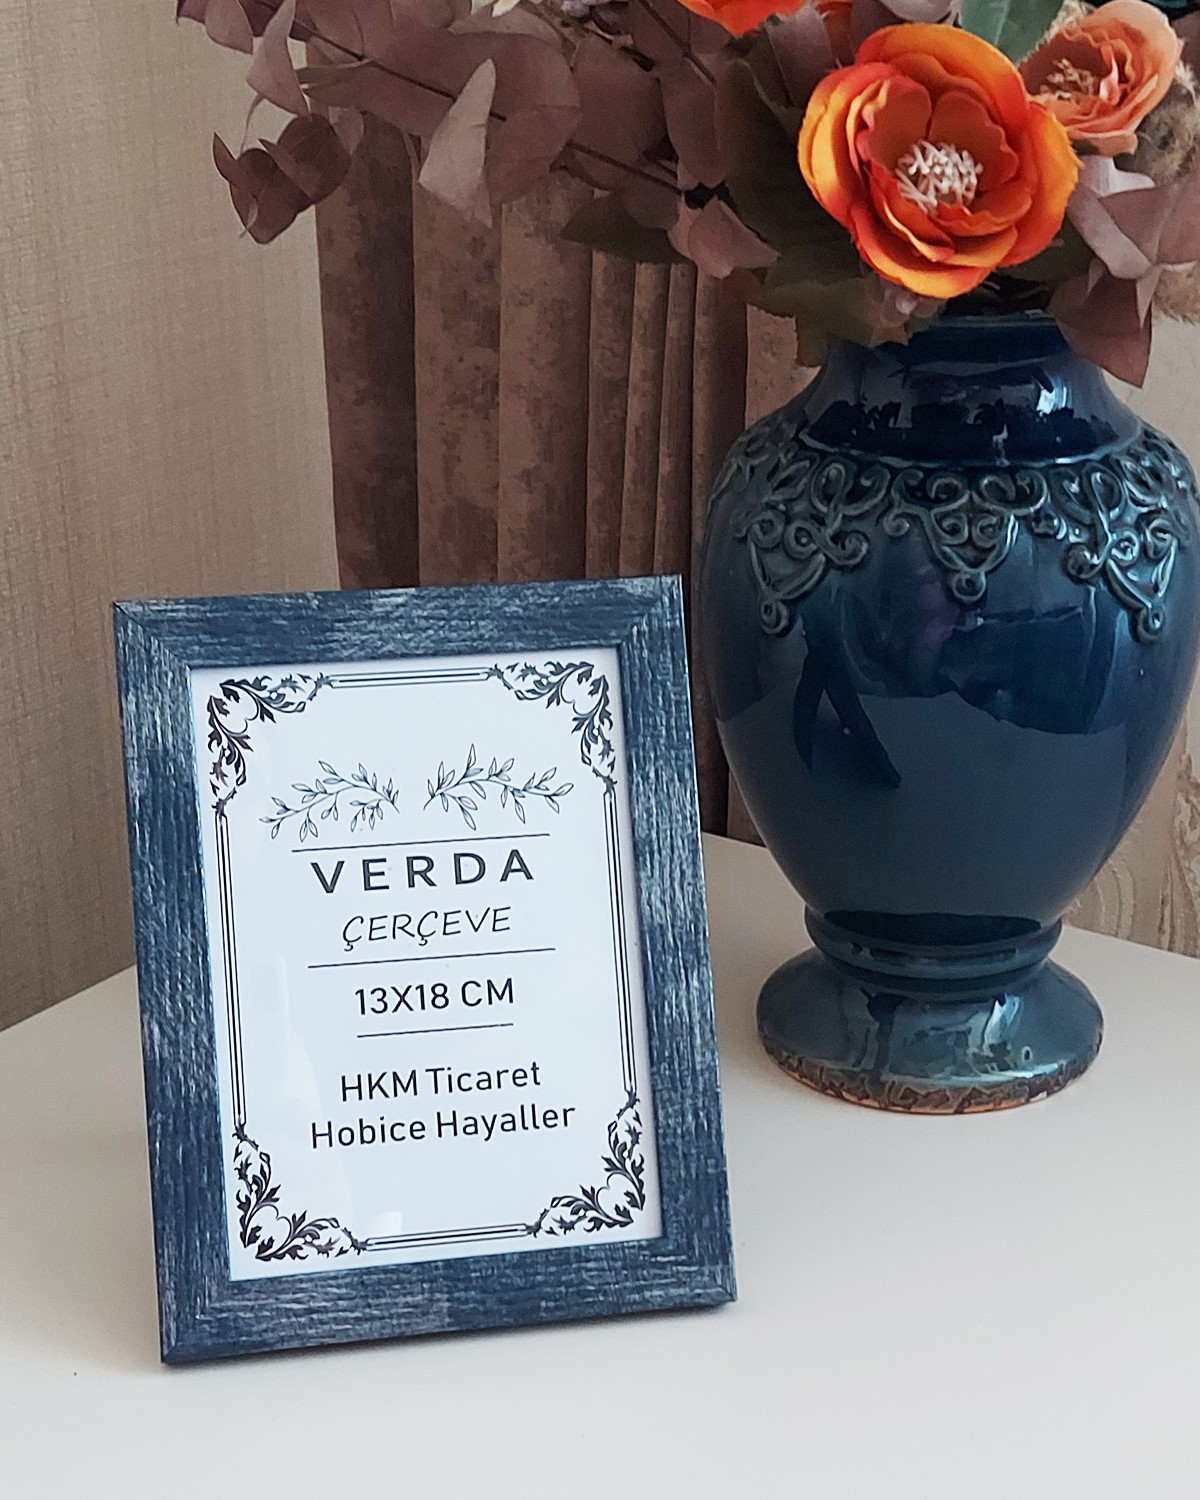 VERDA
ÇERÇEVE
13X18 CM
HKM Ticaret
Hobice Hayaller